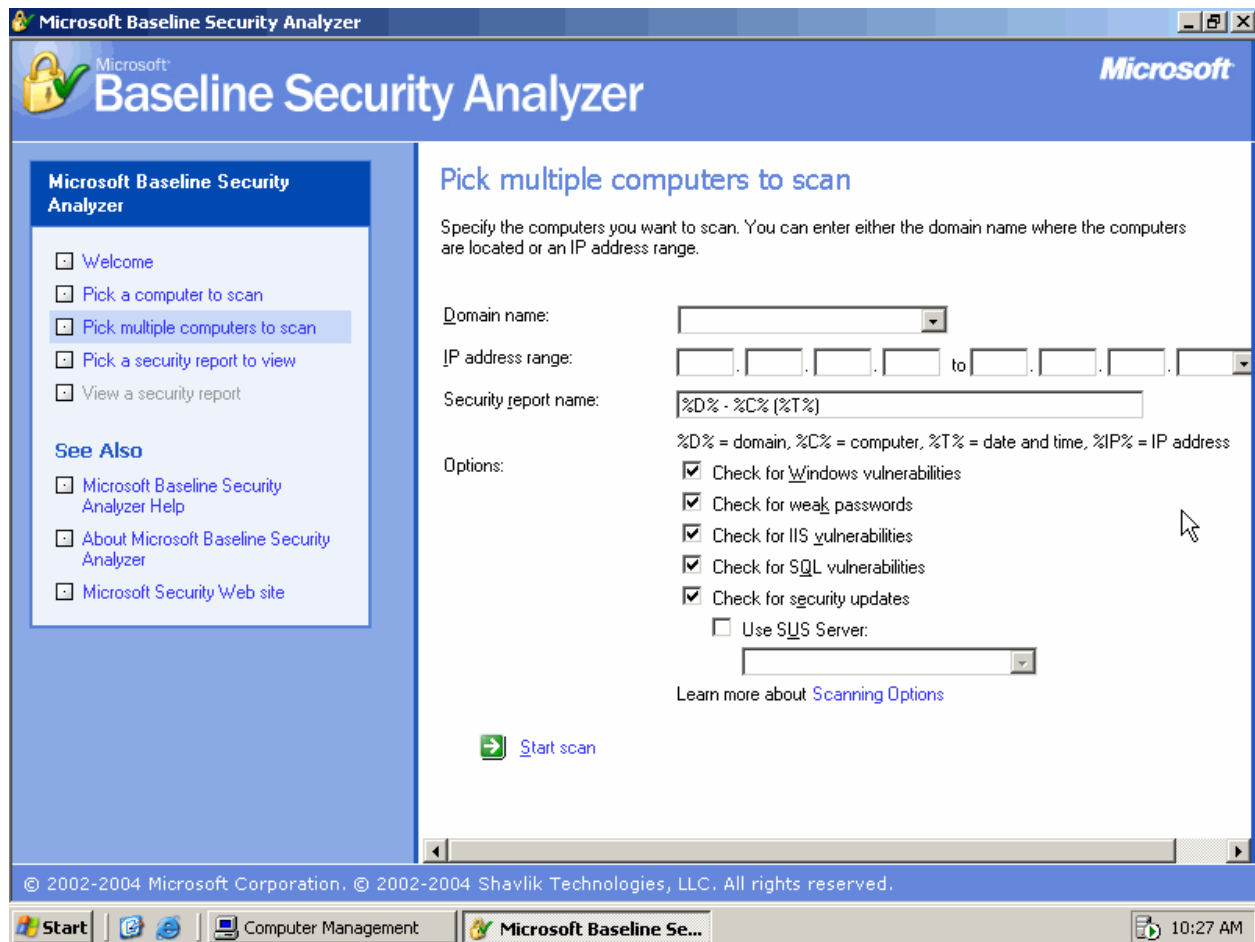 Microsoft Baseline Security Analyzer
Microsoft
Baseline Security Analyzer
Microsoft
Microsoft Baseline Security
Analyzer
Welcome
Pick a computer to scan
Pick multiple computers to scan
Pick a security report to view
View a security report
See Also
Microsoft Baseline Security
Analyzer Help
About Microsoft Baseline Security
Analyzer
Microsoft Security Web site
Pick multiple computers to scan
Specify the computers you want to scan. You can enter either the domain name where the computers
are located or an IP address range.
Domain name:
IP address range:
. . . to . . .
Security report name:
%D% - %C% (%T%)
%D% = domain, %C% = computer, %T% = date and time, %IP% = IP address
Options:
Check for Windows vulnerabilities
Check for weak passwords
Check for IIS vulnerabilities
Check for SQL vulnerabilities
Check for security updates
Use SUS Server:
Learn more about Scanning Options
Start scan
© 2002-2004 Microsoft Corporation. © 2002-2004 Shavlik Technologies, LLC. All rights reserved.
Start
Computer Management
Microsoft Baseline Se...
10:27 AM